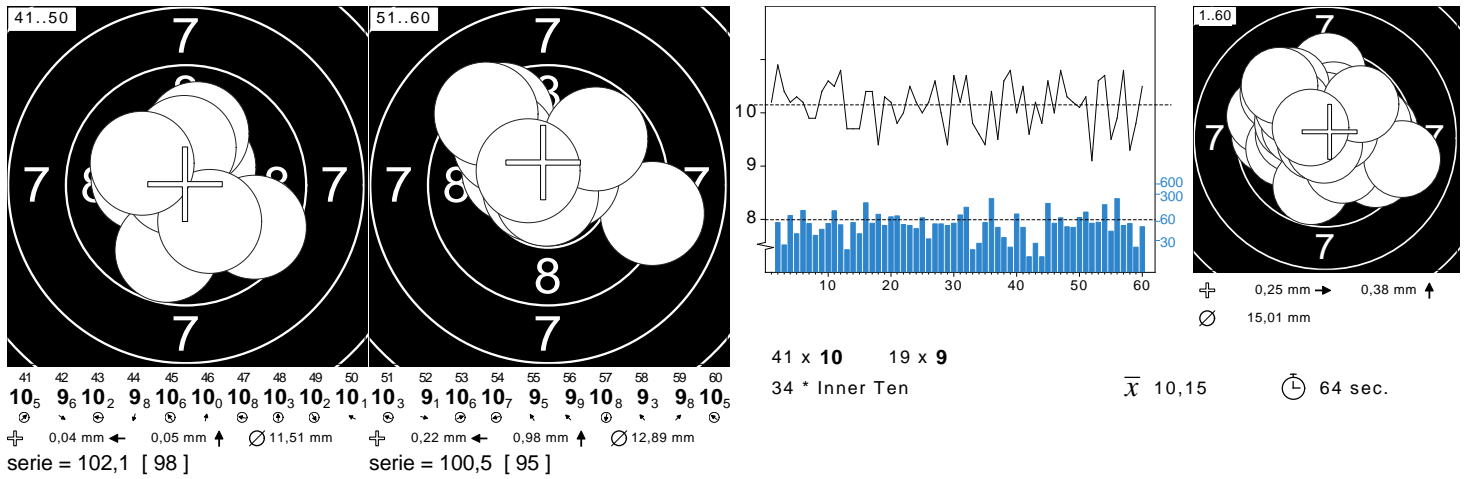 41..50
7
8
7 8 8 7
7
41 42 43 44 45 46 47 48 49 50
10₅ 9₆ 10₂ 9₈ 10₆ 10₀ 10₈ 10₃ 10₂ 10₁
0,04 mm 0,05 mm 11,51 mm
serie = 102,1 [ 98 ]
51..60
7
8
8 7
8
7
51 52 53 54 55 56 57 58 59 60
10₃ 9₁ 10₆ 10₇ 9₅ 9₉ 10₈ 9₃ 9₈ 10₅
0,22 mm 0,98 mm 12,89 mm
serie = 100,5 [ 95 ]
10
9
8
600
300
60
30
10 20 30 40 50 60
41 x 10 19 x 9
34 * Inner Ten
x 10,15
64 sec.
1..60
7
7 7
7
0,25 mm 0,38 mm
15,01 mm